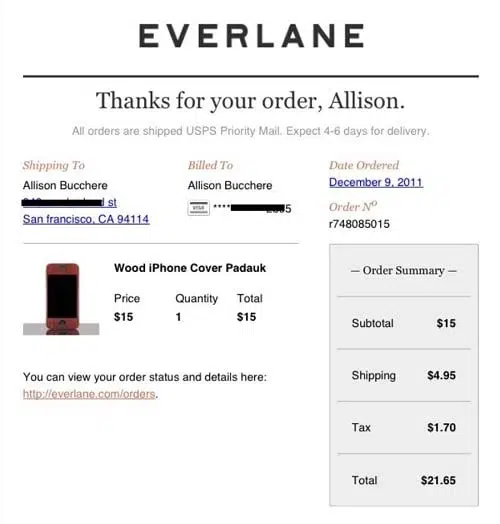 EVERLANE
Thanks for your order, Allison.
All orders are shipped USPS Priority Mail. Expect 4-6 days for delivery.
Shipping To
Allison Bucchere
st
San francisco, CA 94114
Billed To
Allison Bucchere
VISA ****
Date Ordered
December 9, 2011
Order Nº
r748085015
Wood iPhone Cover Padauk
Price Quantity Total
$15 1 $15
You can view your order status and details here:
http://everlane.com/orders.
— Order Summary —
Subtotal $15
Shipping $4.95
Tax $1.70
Total $21.65